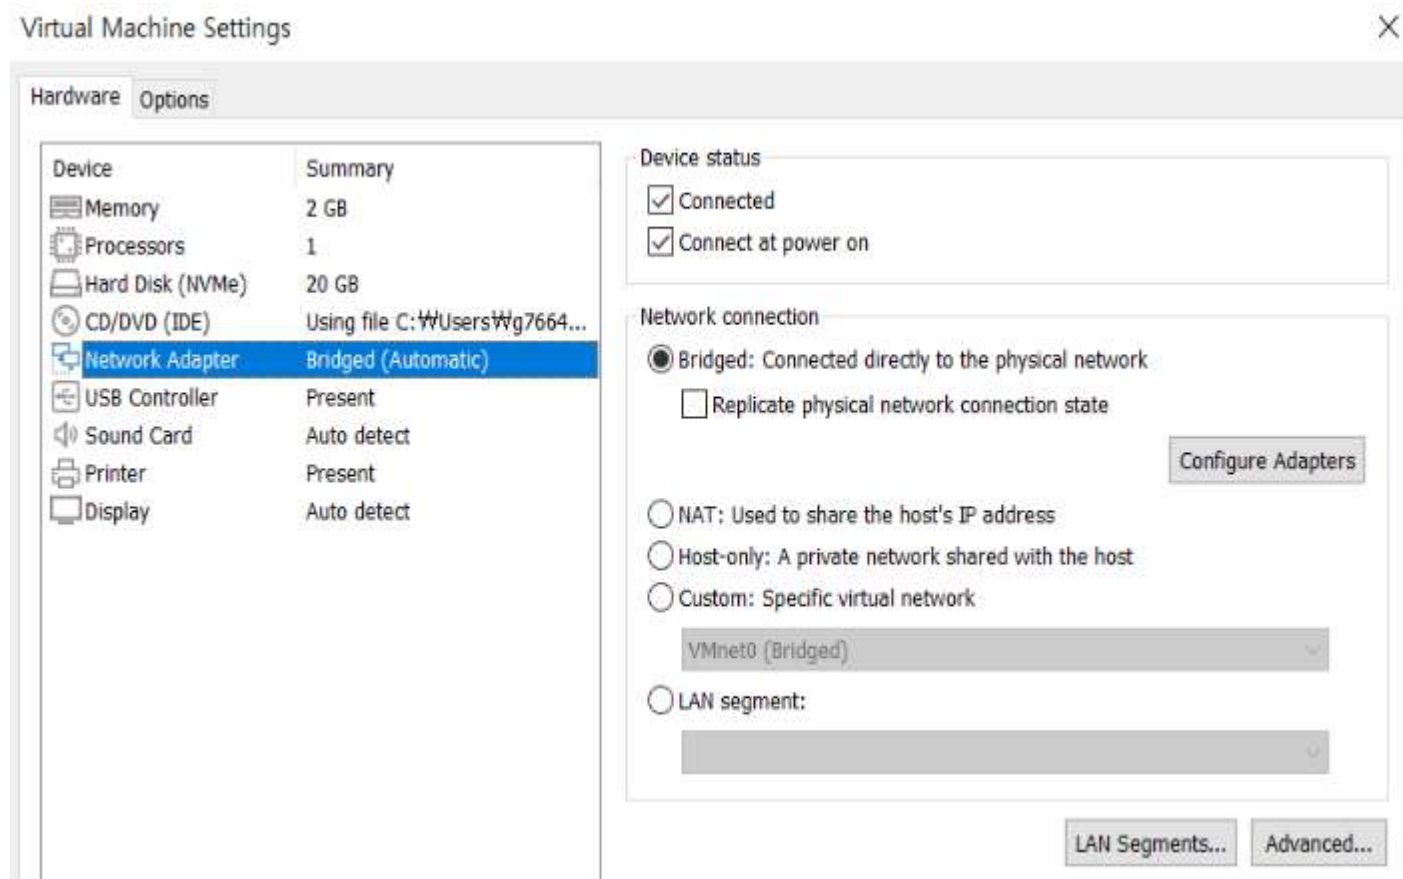 Virtual Machine Settings
Hardware Options
Device Summary
Memory 2 GB
Processors 1
Hard Disk (NVMe) 20 GB
CD/DVD (IDE) Using file C:₩Users₩g7664...
Network Adapter Bridged (Automatic)
USB Controller Present
Sound Card Auto detect
Printer Present
Display Auto detect
Device status
Connected
Connect at power on
Network connection
Bridged: Connected directly to the physical network
Replicate physical network connection state
Configure Adapters
NAT: Used to share the host's IP address
Host-only: A private network shared with the host
Custom: Specific virtual network
VMnet0 (Bridged)
LAN segment:
LAN Segments... Advanced...